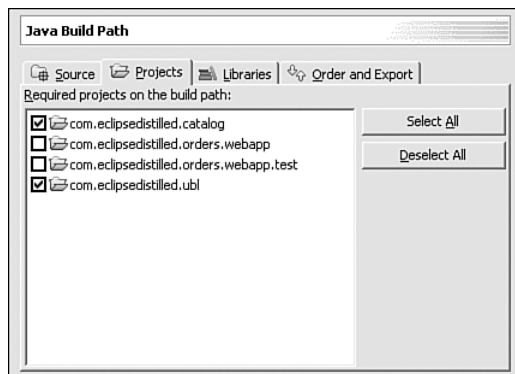 Java Build Path
Source Projects Libraries Order and Export
Required projects on the build path:
com.eclipsedistilled.catalog
com.eclipsedistilled.orders.webapp
com.eclipsedistilled.orders.webapp.test
com.eclipsedistilled.ubl
Select All
Deselect All